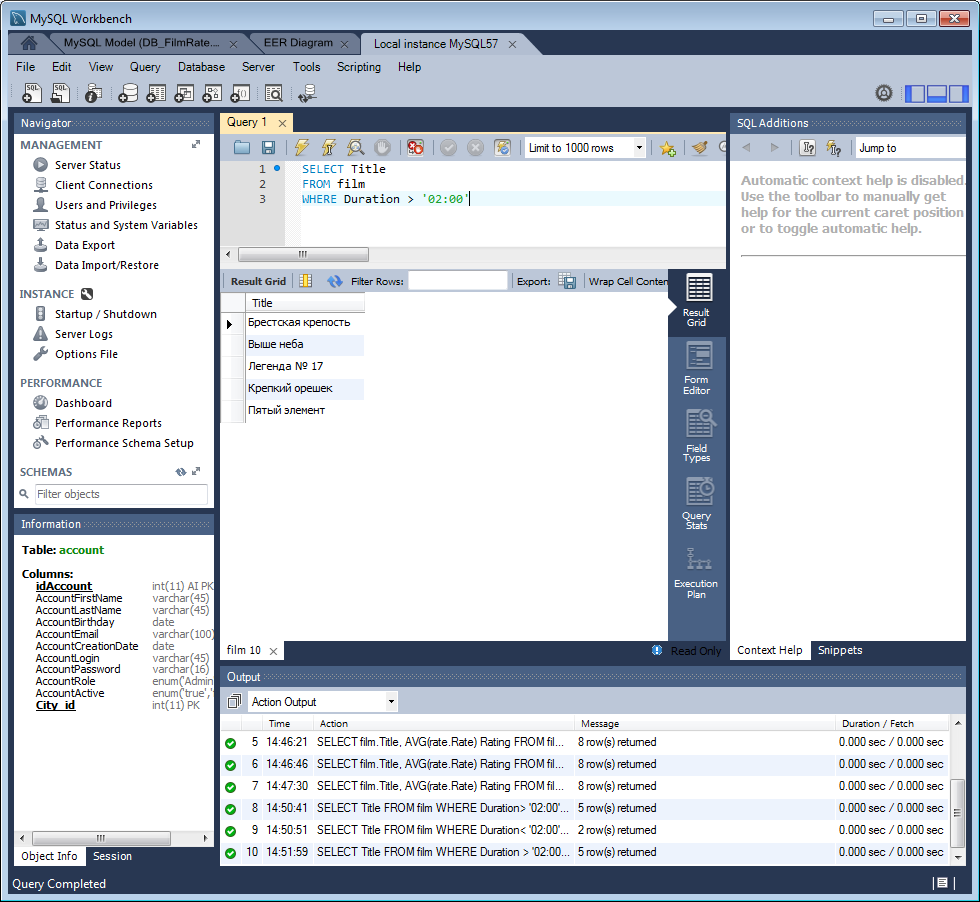 MySQL Workbench
MySQL Model (DB_FilmRate....
EER Diagram
Local instance MySQL57
File Edit View Query Database Server Tools Scripting Help
Navigator
MANAGEMENT
Server Status
Client Connections
Users and Privileges
Status and System Variables
Data Export
Data Import/Restore
INSTANCE
Startup / Shutdown
Server Logs
Options File
PERFORMANCE
Dashboard
Performance Reports
Performance Schema Setup
SCHEMAS
Filter objects
Information
Table: account
Columns:
idAccount int(11) AI PK
AccountFirstName varchar(45)
AccountLastName varchar(45)
AccountBirthday date
AccountEmail varchar(100)
AccountCreationDate date
AccountLogin varchar(45)
AccountPassword varchar(16)
AccountRole enum('Admin
AccountActive enum('true','
City_id int(11) PK
Object Info Session
Query 1
Limit to 1000 rows
1 SELECT Title
2 FROM film
3 WHERE Duration > '02:00'
Result Grid Filter Rows: Export: Wrap Cell Conten
Title
Брестская крепость
Выше неба
Легенда № 17
Крепкий орешек
Пятый элемент
Result
Grid
Form
Editor
Field
Types
Query
Stats
Execution
Plan
film 10
Read Only
SQL Additions
Jump to
Automatic context help is disabled.
Use the toolbar to manually get
help for the current caret position
or to toggle automatic help.
Context Help Snippets
Output
Action Output
Time Action Message Duration / Fetch
5 14:46:21 SELECT film.Title, AVG(rate.Rate) Rating FROM fil... 8 row(s) returned 0.000 sec / 0.000 sec
6 14:46:46 SELECT film.Title, AVG(rate.Rate) Rating FROM fil... 8 row(s) returned 0.000 sec / 0.000 sec
7 14:47:30 SELECT film.Title, AVG(rate.Rate) Rating FROM fil... 8 row(s) returned 0.000 sec / 0.000 sec
8 14:50:41 SELECT Title FROM film WHERE Duration> '02:00'... 5 row(s) returned 0.000 sec / 0.000 sec
9 14:50:51 SELECT Title FROM film WHERE Duration< '02:00'... 2 row(s) returned 0.000 sec / 0.000 sec
10 14:51:59 SELECT Title FROM film WHERE Duration > '02:00... 5 row(s) returned 0.000 sec / 0.000 sec
Query Completed